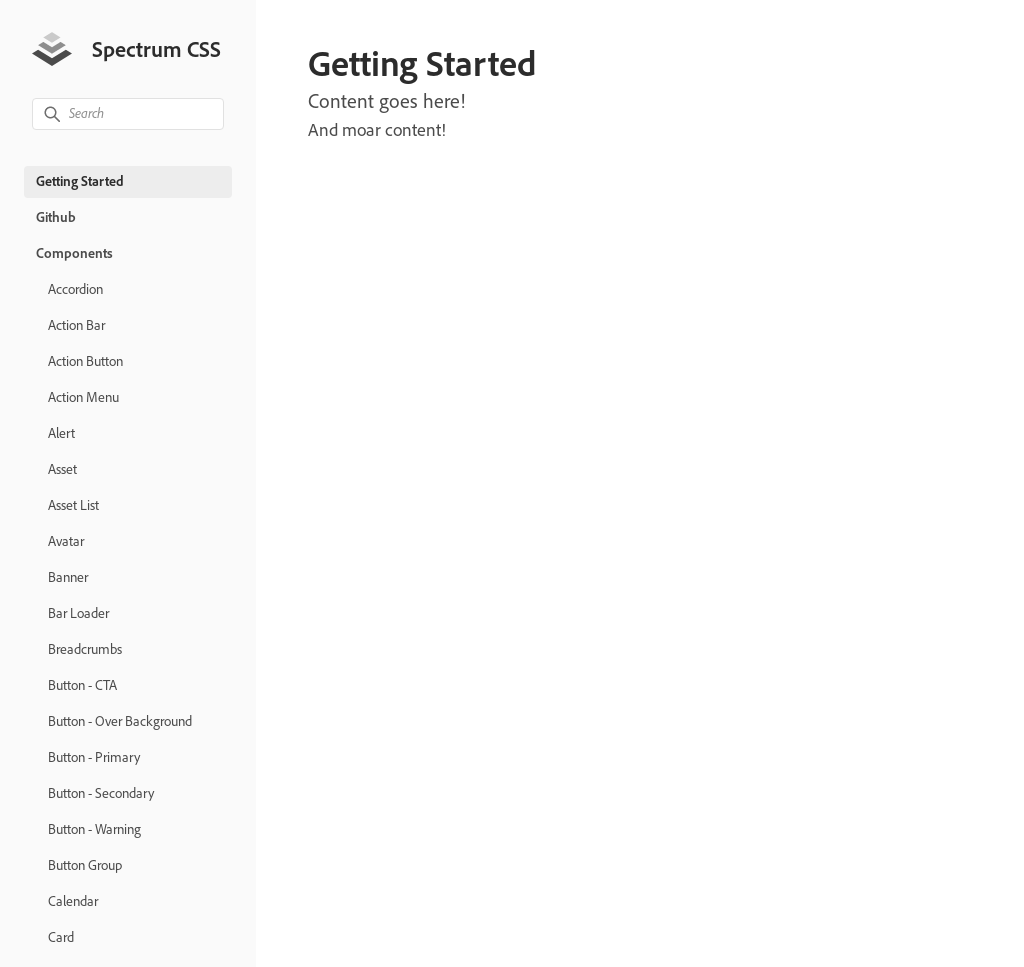 Spectrum CSS
Search
Getting Started
Github
Components
Accordion
Action Bar
Action Button
Action Menu
Alert
Asset
Asset List
Avatar
Banner
Bar Loader
Breadcrumbs
Button - CTA
Button - Over Background
Button - Primary
Button - Secondary
Button - Warning
Button Group
Calendar
Card
Getting Started
Content goes here!
And moar content!